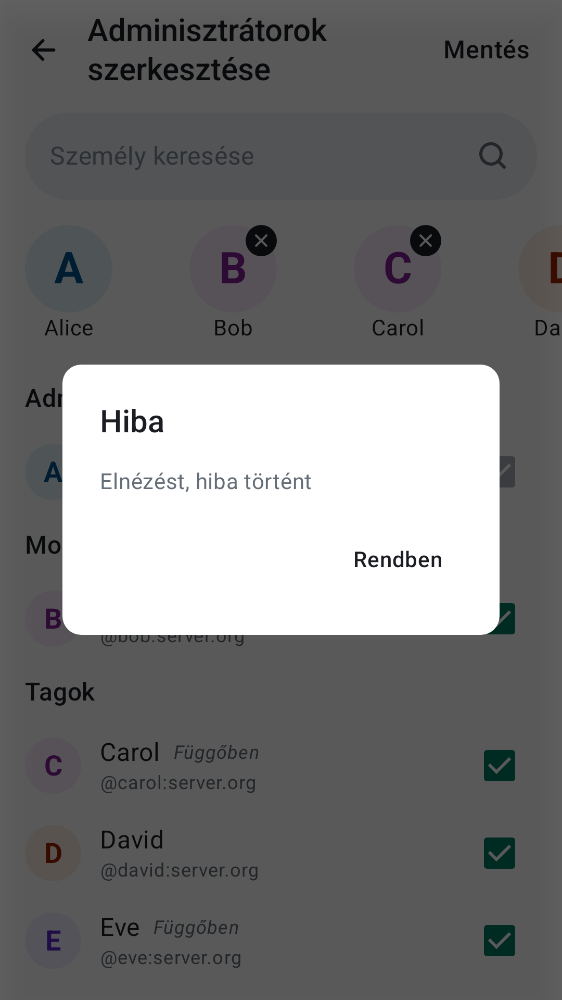 Adminisztrátorok
szerkesztése
Mentés
Személy keresése
A
B
C
Alice
Bob
Carol
Da
Adr
Hiba
A
Elnézést, hiba történt
Mo
Rendben
B
@bob:server.org
Tagok
C
Carol Függőben
@carol:server.org
D
David
@david:server.org
E
Eve Függőben
@eve:server.org